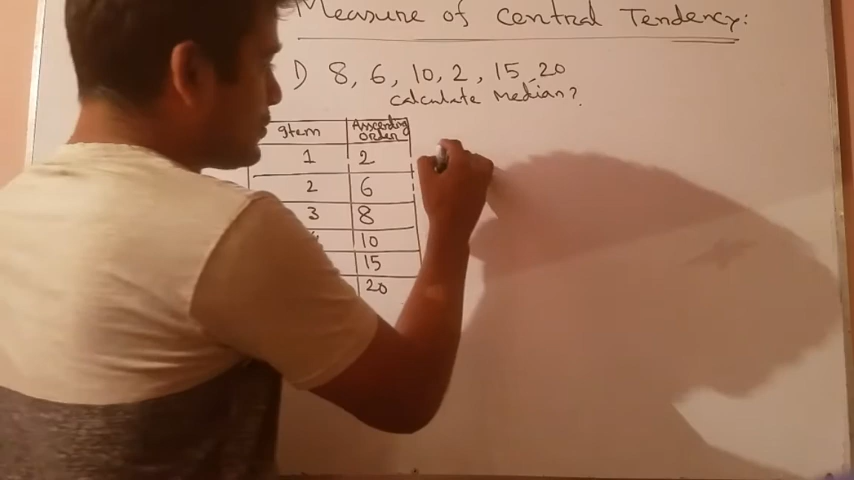 Measure of Central Tendency:
1) 8, 6, 10, 2, 15, 20
calculate Median?
Item Ascending Order
1 2
2 6
3 8
10
15
20